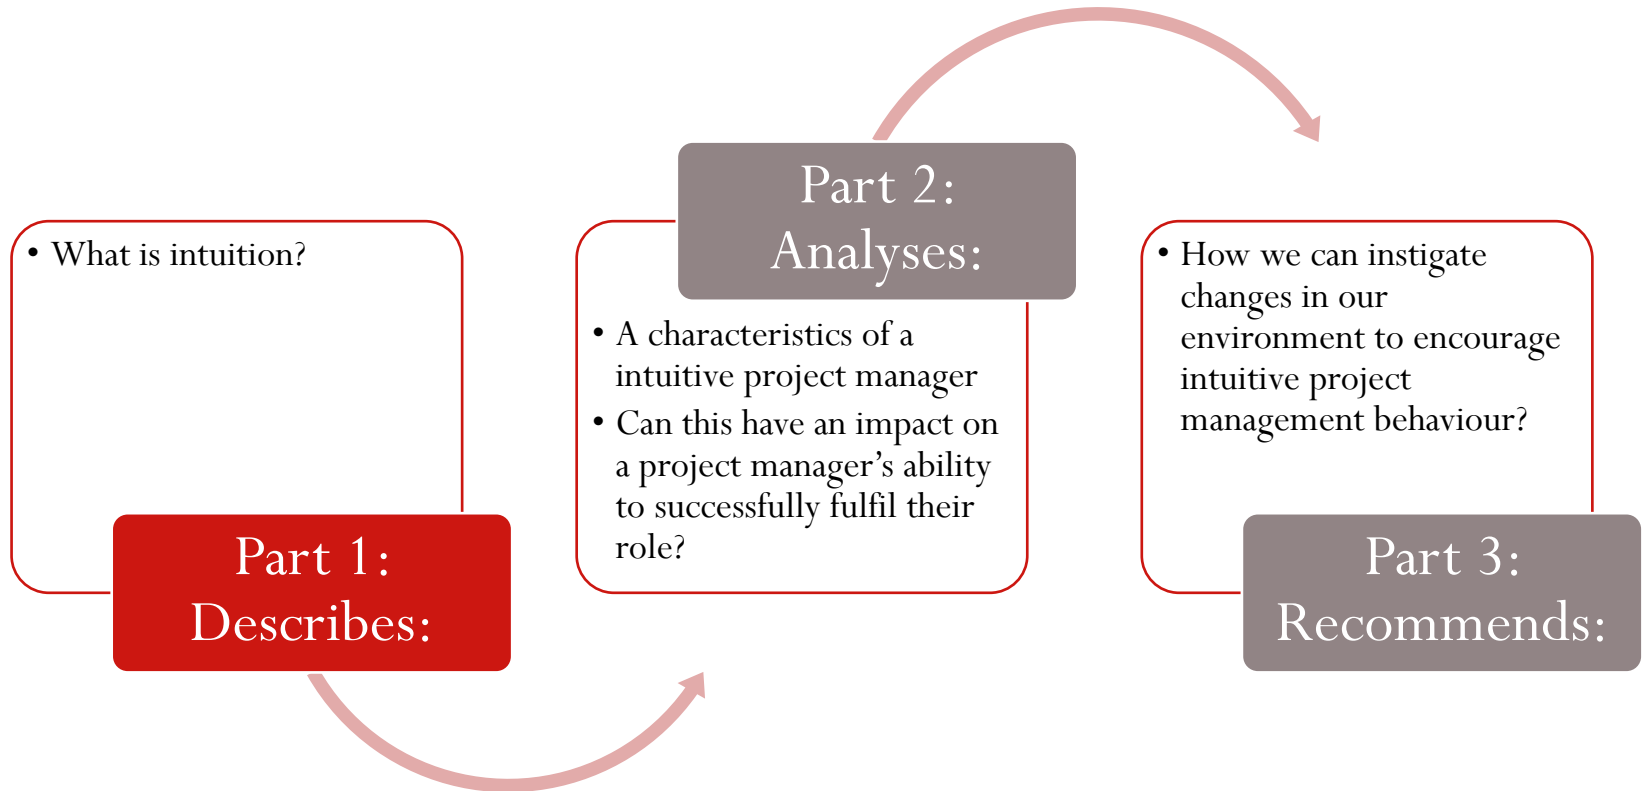 • What is intuition?
Part 1:
Describes:
Part 2:
Analyses:
• A characteristics of a
intuitive project manager
• Can this have an impact on
a project manager’s ability
to successfully fulfil their
role?
• How we can instigate
changes in our
environment to encourage
intuitive project
management behaviour?
Part 3:
Recommends: